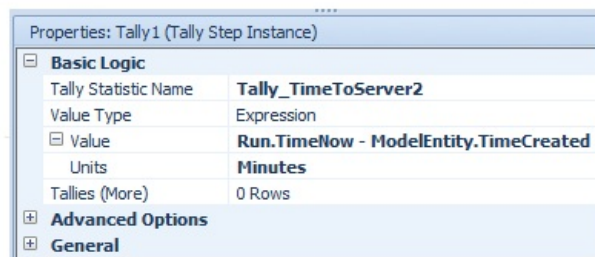 Properties: Tally1 (Tally Step Instance)
Basic Logic
Tally Statistic Name Tally_TimeToServer2
Value Type Expression
Value Run.TimeNow - ModelEntity.TimeCreated
Units Minutes
Tallies (More) 0 Rows
Advanced Options
General